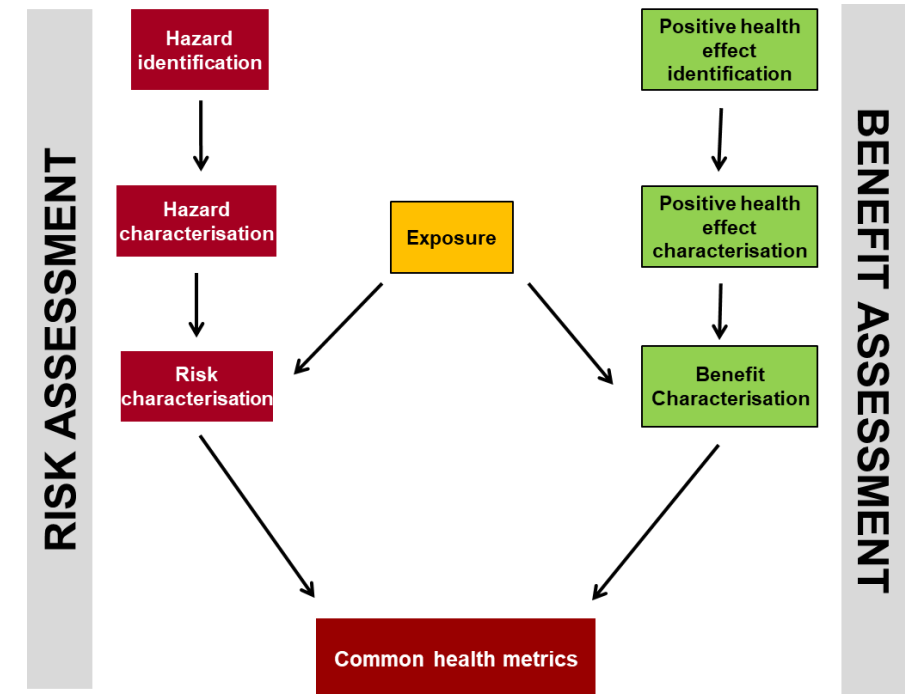 RISK ASSESSMENT
Hazard
identification
Hazard
characterisation
Risk
characterisation
Exposure
Positive health
effect
identification
Positive health
effect
characterisation
Benefit
Characterisation
BENEFIT ASSESSMENT
Common health metrics